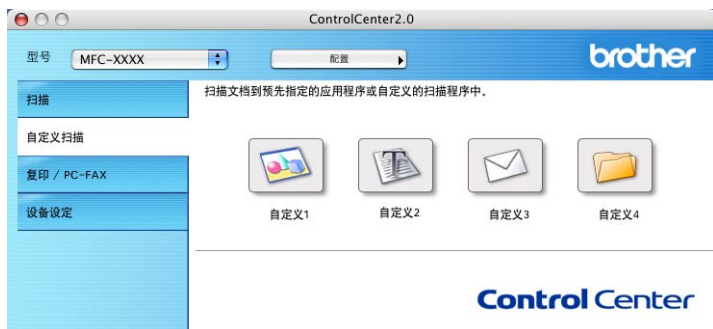 ControlCenter2.0
型号 MFC-XXXX 配置 brother
扫描
扫描文档到预先指定的应用程序或自定义的扫描程序中.
自定义扫描
复印 / PC-FAX
设备设定
自定义1 自定义2 自定义3 自定义4
Control Center